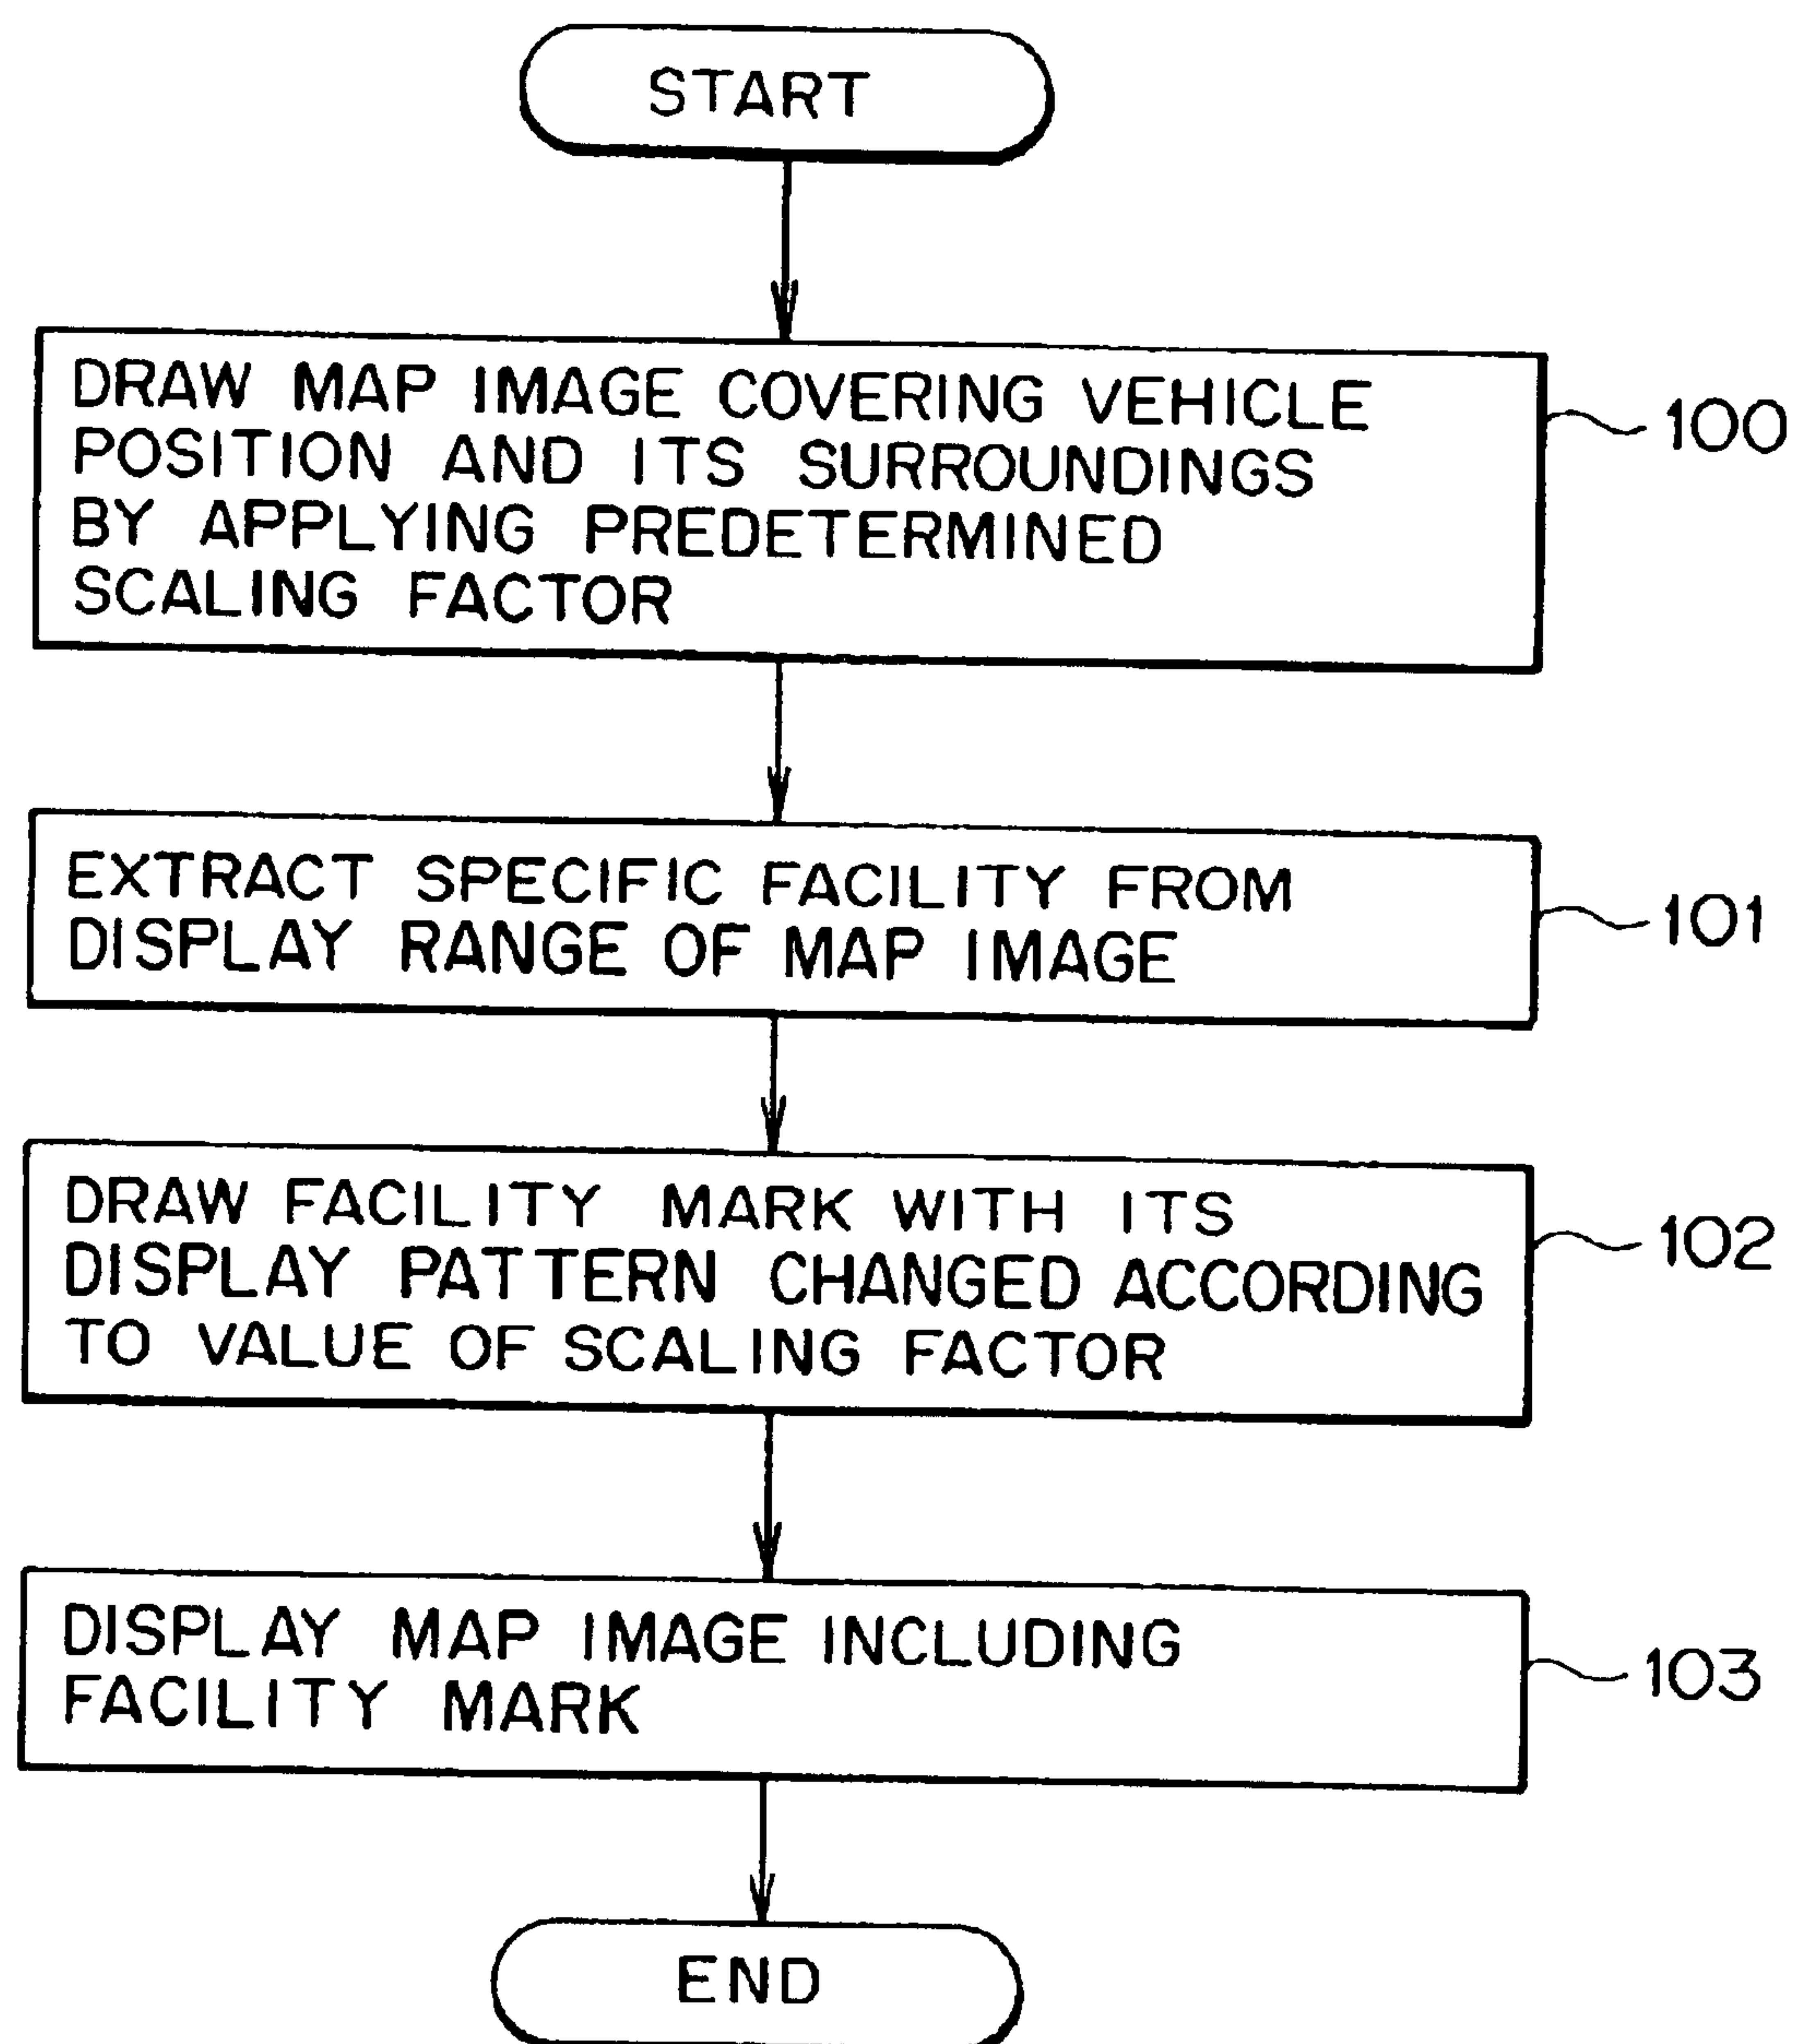 START
DRAW MAP IMAGE COVERING VEHICLE
POSITION AND ITS SURROUNDINGS
BY APPLYING PREDETERMINED
SCALING FACTOR
100
EXTRACT SPECIFIC FACILITY FROM
DISPLAY RANGE OF MAP IMAGE
101
DRAW FACILITY MARK WITH ITS
DISPLAY PATTERN CHANGED ACCORDING
TO VALUE OF SCALING FACTOR
102
DISPLAY MAP IMAGE INCLUDING
FACILITY MARK
103
END